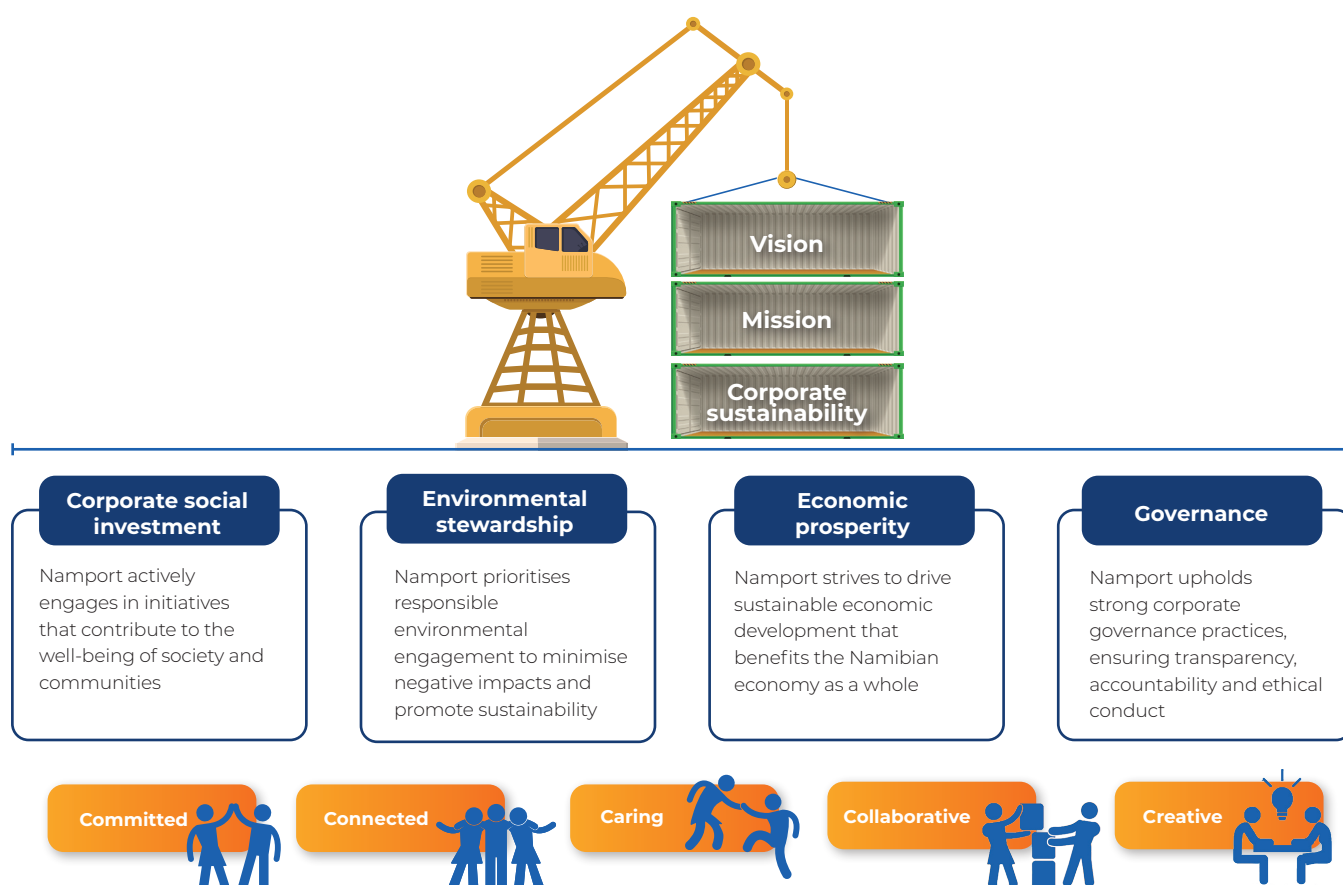 Vision
Mission
Corporate
sustainability
Corporate social
investment
Namport actively
engages in initiatives
that contribute to the
well-being of society and
communities
Environmental
stewardship
Namport prioritises
responsible
environmental
engagement to minimise
negative impacts and
promote sustainability
Economic
prosperity
Namport strives to drive
sustainable economic
development that
benefits the Namibian
economy as a whole
Governance
Namport upholds
strong corporate
governance practices,
ensuring transparency,
accountability and ethical
conduct
Committed
Connected
Caring
Collaborative
Creative